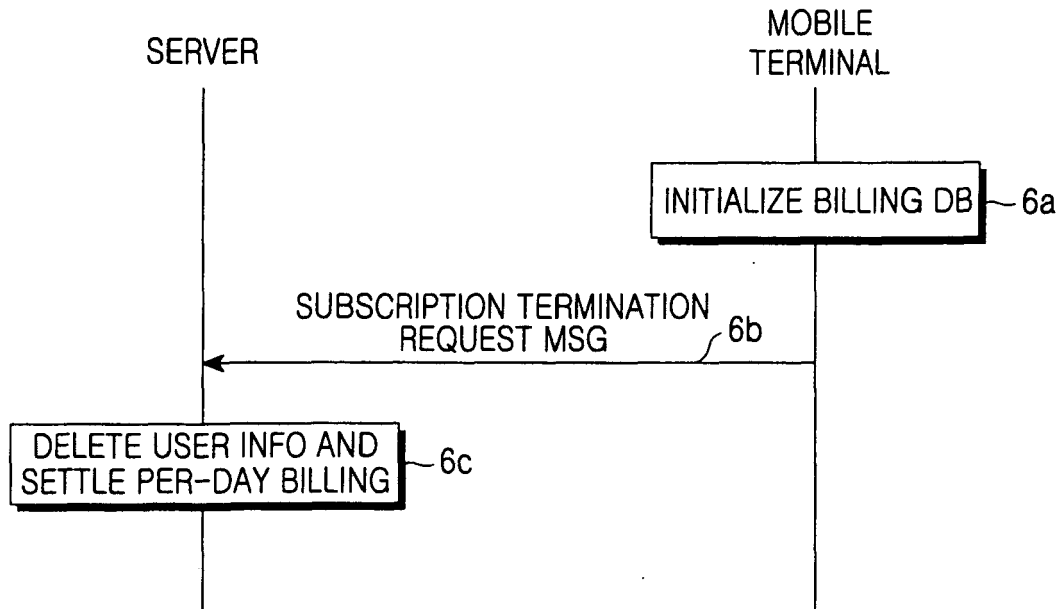 SERVER
MOBILE
TERMINAL
INITIALIZE BILLING DB
6a
SUBSCRIPTION TERMINATION
REQUEST MSG
6b
DELETE USER INFO AND
SETTLE PER-DAY BILLING
6c